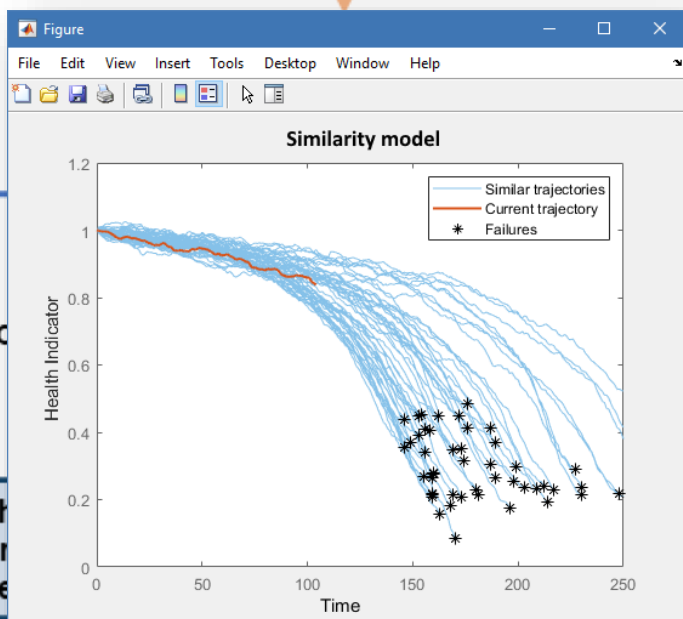 Figure
File Edit View Insert Tools Desktop Window Help
Similarity model
1.2
1
0.8
0.6
0.4
0.2
0
Health Indicator
Similar trajectories
Current trajectory
Failures
0 50 100 150 200 250
Time